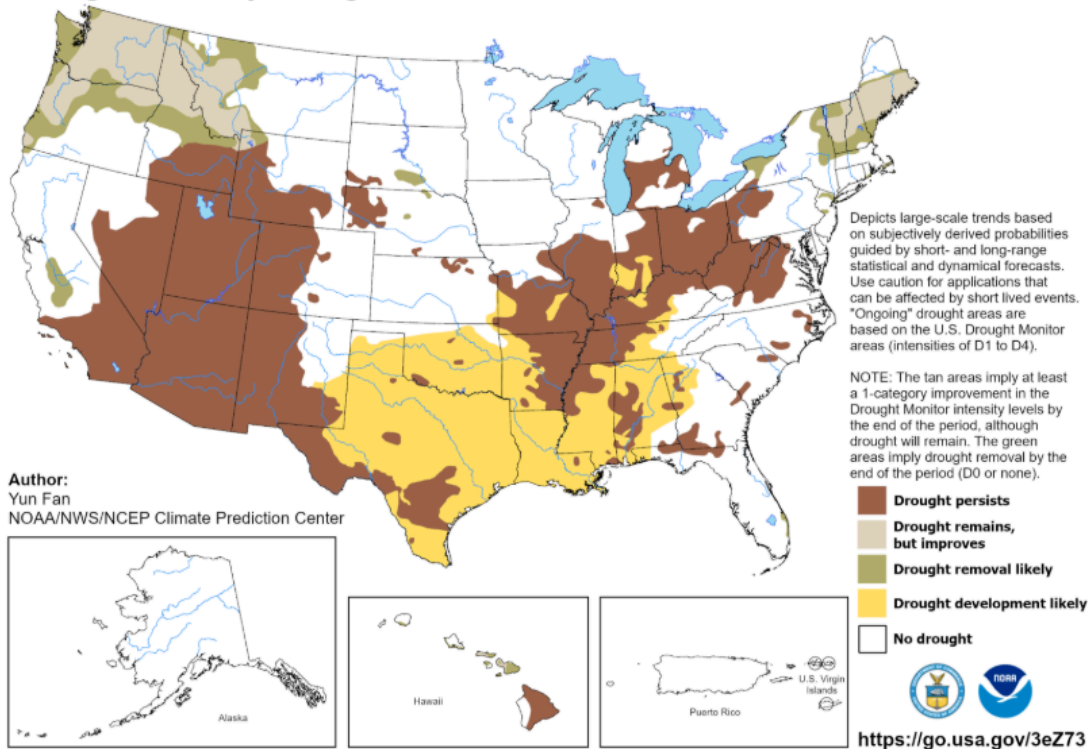 Depicts large-scale trends based
on subjectively derived probabilities
guided by short- and long-range
statistical and dynamical forecasts.
Use caution for applications that
can be affected by short lived events.
"Ongoing" drought areas are
based on the U.S. Drought Monitor
areas (intensities of D1 to D4).
NOTE: The tan areas imply at least
a 1-category improvement in the
Drought Monitor intensity levels by
the end of the period, although
drought will remain. The green
areas imply drought removal by the
end of the period (D0 or none).
Author:
Yun Fan
NOAA/NWS/NCEP Climate Prediction Center
Drought persists
Drought remains,
but improves
Drought removal likely
Drought development likely
No drought
Alaska
Hawaii
Puerto Rico
U.S. Virgin
Islands
NOAA
https://go.usa.gov/3eZ73